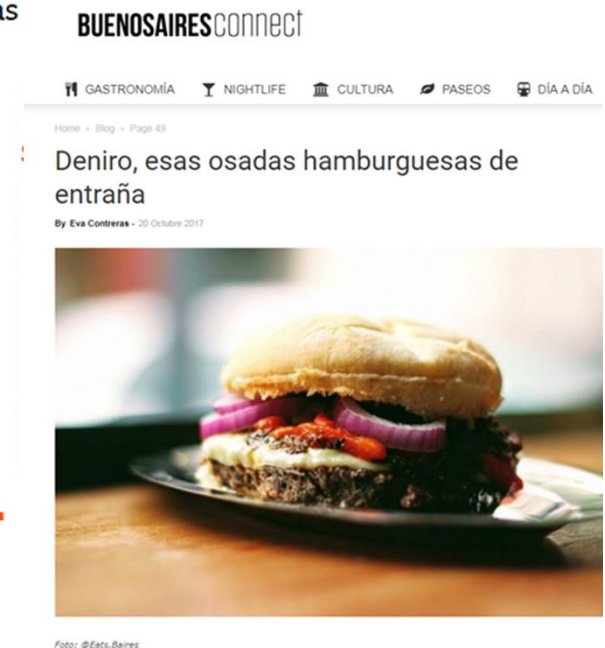 as
BUENOSAIRESconnect
GASTRONOMÍA NIGHTLIFE CULTURA PASEOS DÍA A DÍA
Home › Blog › Page 49
Deniro, esas osadas hamburguesas de
entraña
By Eva Contreras - 20 Octubre 2017
Foto: @Eats.Baires